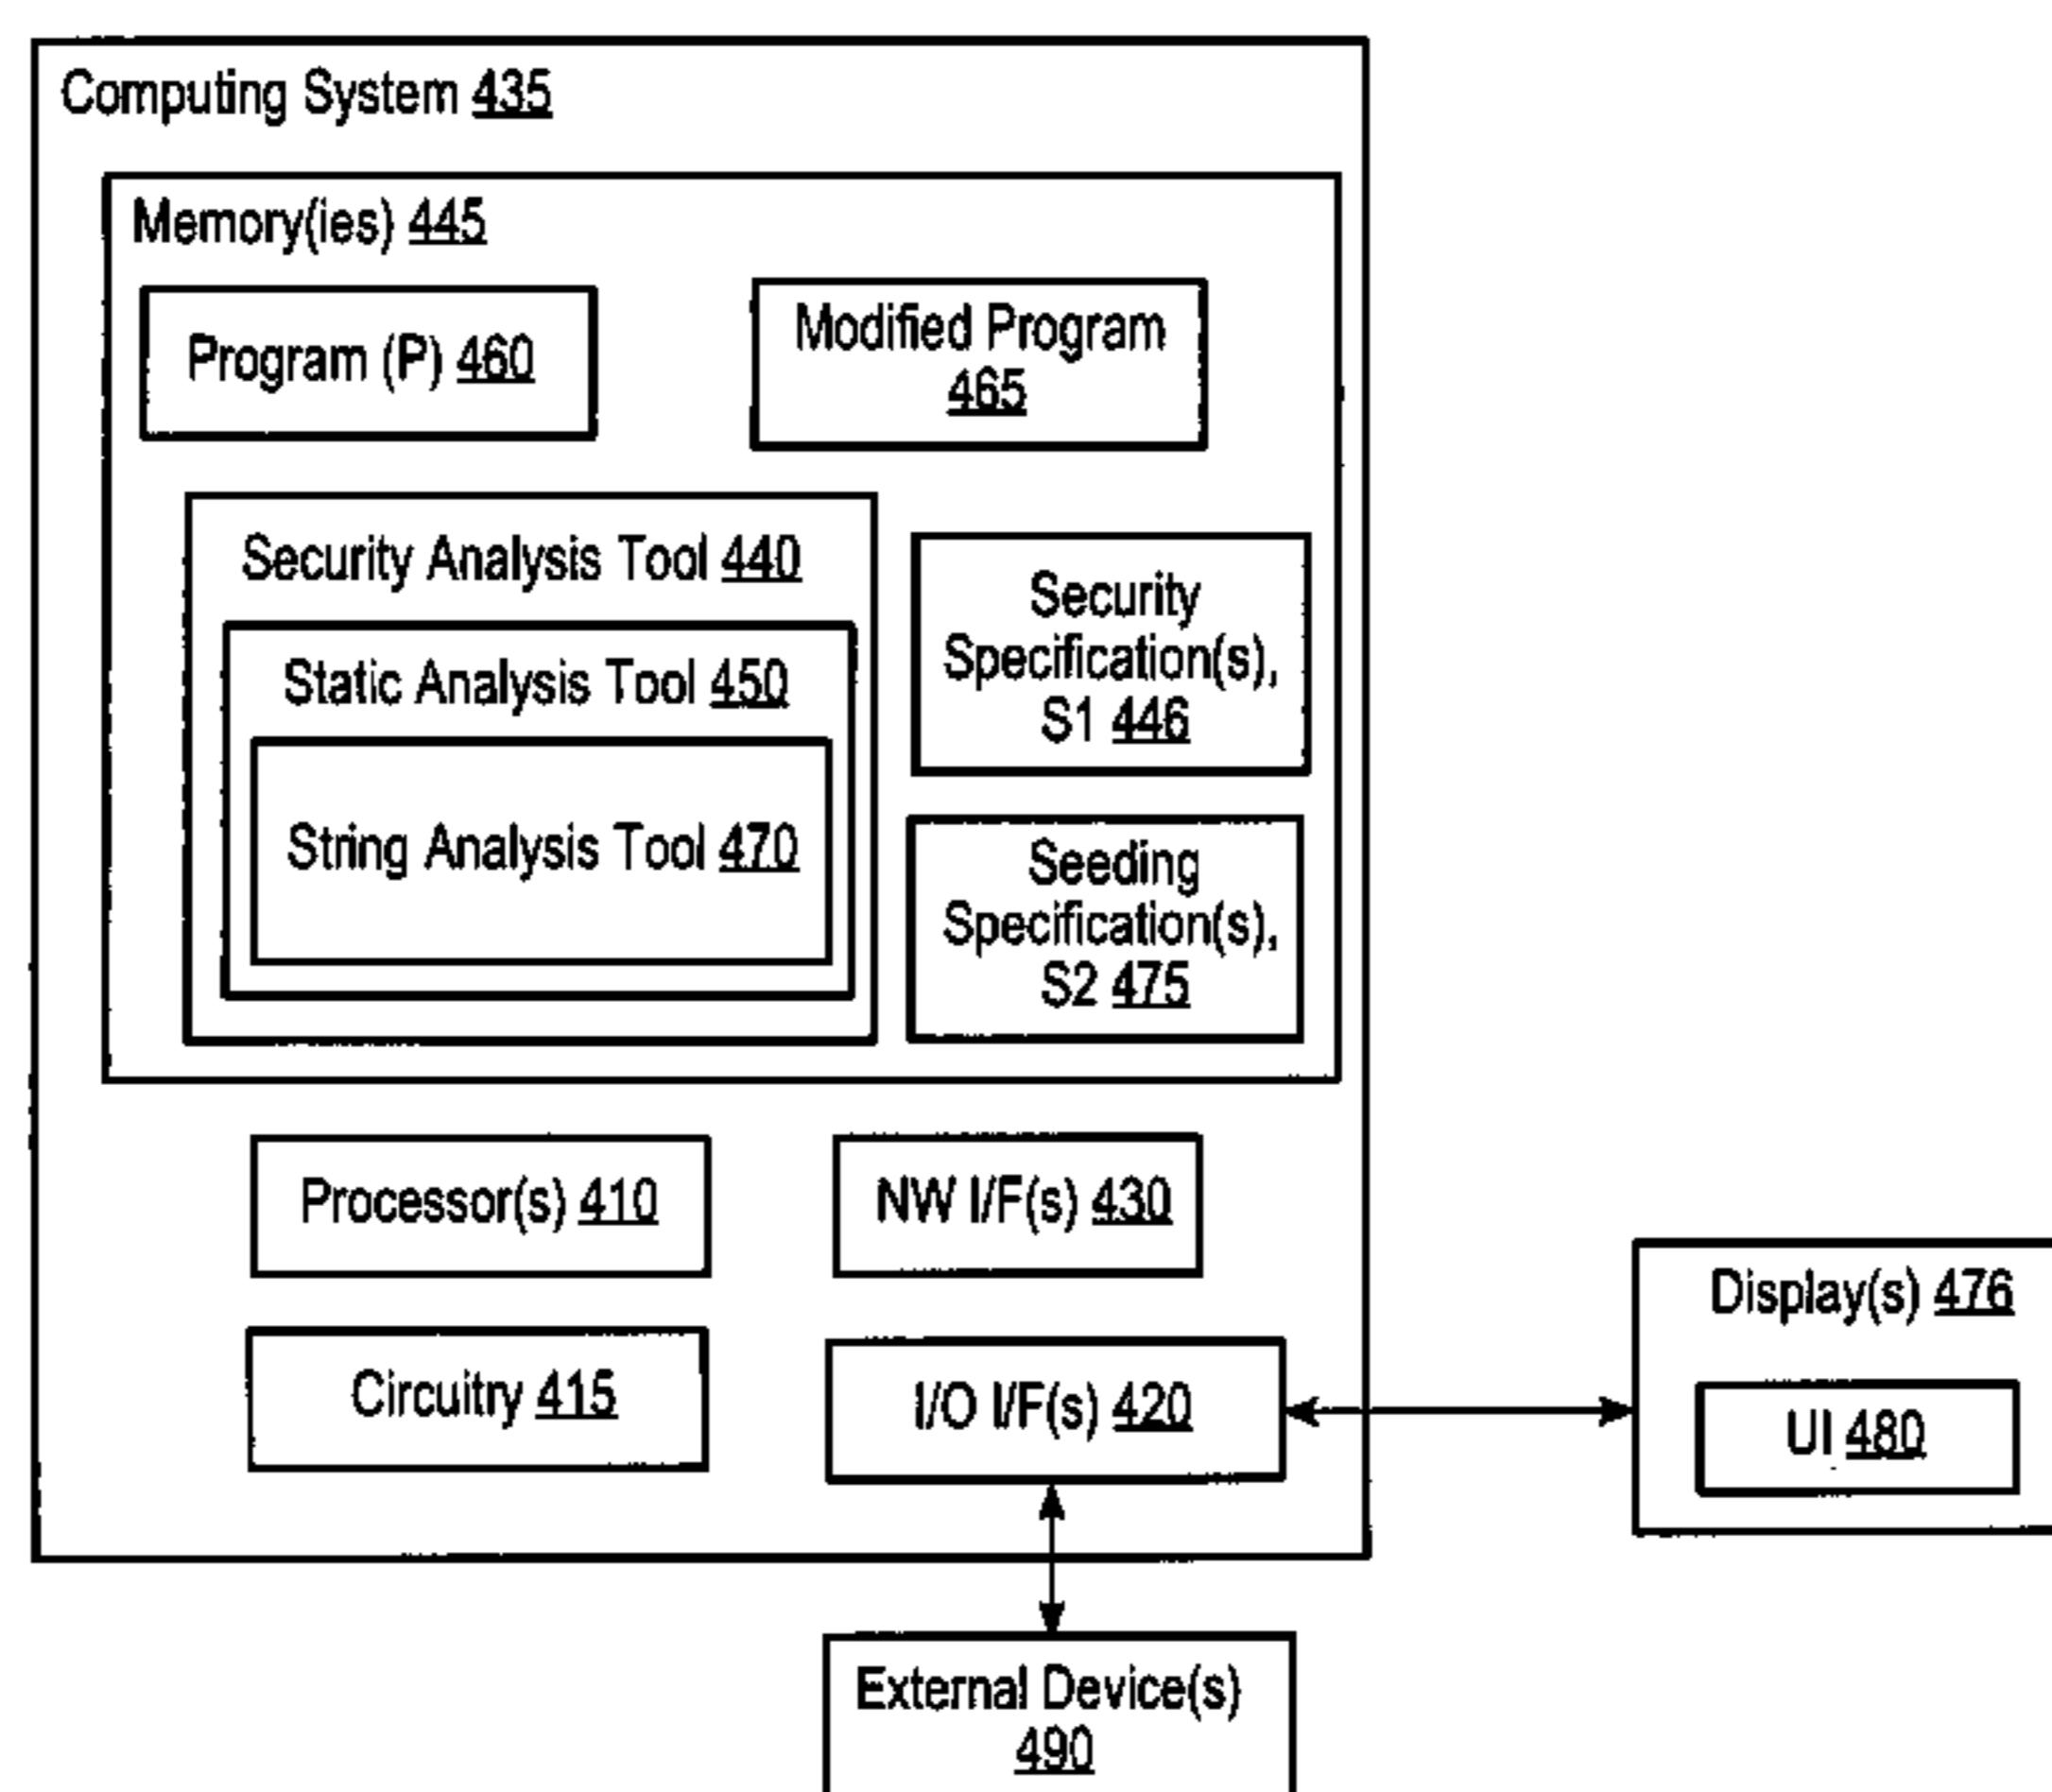 Computing System 435
Memory(ies) 445
Program (P) 460
Modified Program
465
Security Analysis Tool 440
Static Analysis Tool 450
String Analysis Tool 470
Security
Specification(s),
S1 446
Seeding
Specification(s),
S2 475
Processor(s) 410
NW I/F(s) 430
Circuitry 415
I/O I/F(s) 420
Display(s) 476
UI 480
External Device(s)
490